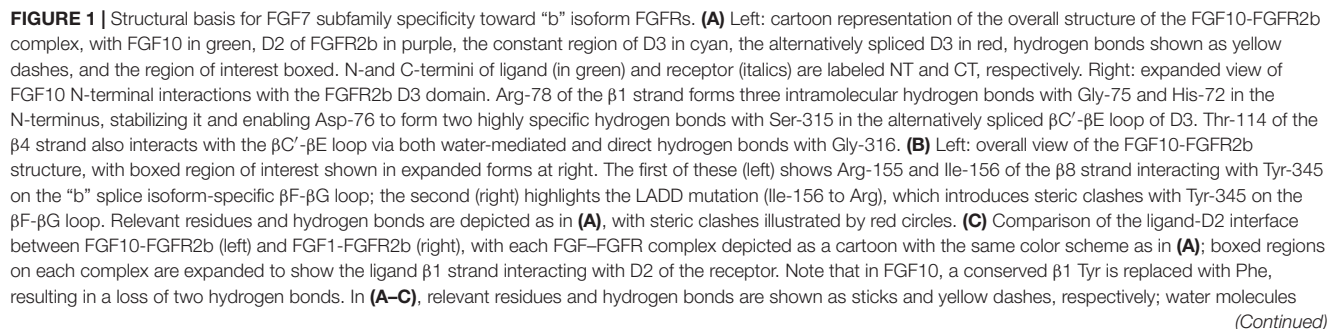 FIGURE 1 | Structural basis for FGF7 subfamily specificity toward “b” isoform FGFRs. (A) Left: cartoon representation of the overall structure of the FGF10-FGFR2b
complex, with FGF10 in green, D2 of FGFR2b in purple, the constant region of D3 in cyan, the alternatively spliced D3 in red, hydrogen bonds shown as yellow
dashes, and the region of interest boxed. N-and C-termini of ligand (in green) and receptor (italics) are labeled NT and CT, respectively. Right: expanded view of
FGF10 N-terminal interactions with the FGFR2b D3 domain. Arg-78 of the β1 strand forms three intramolecular hydrogen bonds with Gly-75 and His-72 in the
N-terminus, stabilizing it and enabling Asp-76 to form two highly specific hydrogen bonds with Ser-315 in the alternatively spliced βC′-βE loop of D3. Thr-114 of the
β4 strand also interacts with the βC′-βE loop via both water-mediated and direct hydrogen bonds with Gly-316. (B) Left: overall view of the FGF10-FGFR2b
structure, with boxed region of interest shown in expanded forms at right. The first of these (left) shows Arg-155 and Ile-156 of the β8 strand interacting with Tyr-345
on the “b” splice isoform-specific βF-βG loop; the second (right) highlights the LADD mutation (Ile-156 to Arg), which introduces steric clashes with Tyr-345 on the
βF-βG loop. Relevant residues and hydrogen bonds are depicted as in (A), with steric clashes illustrated by red circles. (C) Comparison of the ligand-D2 interface
between FGF10-FGFR2b (left) and FGF1-FGFR2b (right), with each FGF–FGFR complex depicted as a cartoon with the same color scheme as in (A); boxed regions
on each complex are expanded to show the ligand β1 strand interacting with D2 of the receptor. Note that in FGF10, a conserved β1 Tyr is replaced with Phe,
resulting in a loss of two hydrogen bonds. In (A–C), relevant residues and hydrogen bonds are shown as sticks and yellow dashes, respectively; water molecules
(Continued)